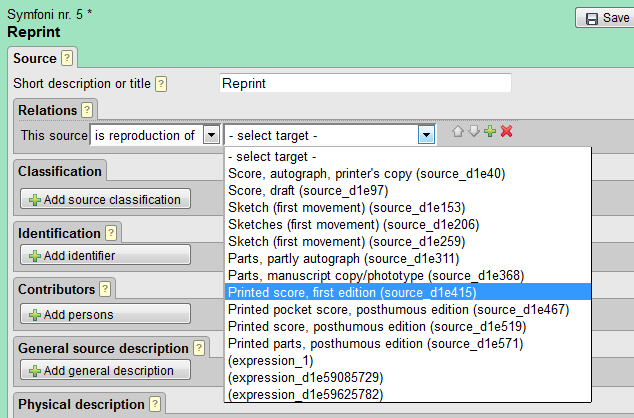 Symfoni nr. 5 *
Save
Reprint
Source ?
Short description or title ? Reprint
Relations ?
This source is reproduction of - select target -
- select target -
Score, autograph, printer's copy (source_d1e40)
Score, draft (source_d1e97)
Sketch (first movement) (source_d1e153)
Sketches (first movement) (source_d1e206)
Sketch (first movement) (source_d1e259)
Parts, partly autograph (source_d1e311)
Parts, manuscript copy/phototype (source_d1e368)
Printed score, first edition (source_d1e415)
Printed pocket score, posthumous edition (source_d1e467)
Printed score, posthumous edition (source_d1e519)
Printed parts, posthumous edition (source_d1e571)
(expression_1)
(expression_d1e59085729)
(expression_d1e59625782)
Classification
Add source classification
Identification ?
Add identifier
Contributors ?
Add persons
General source description ?
Add general description
Physical description ?